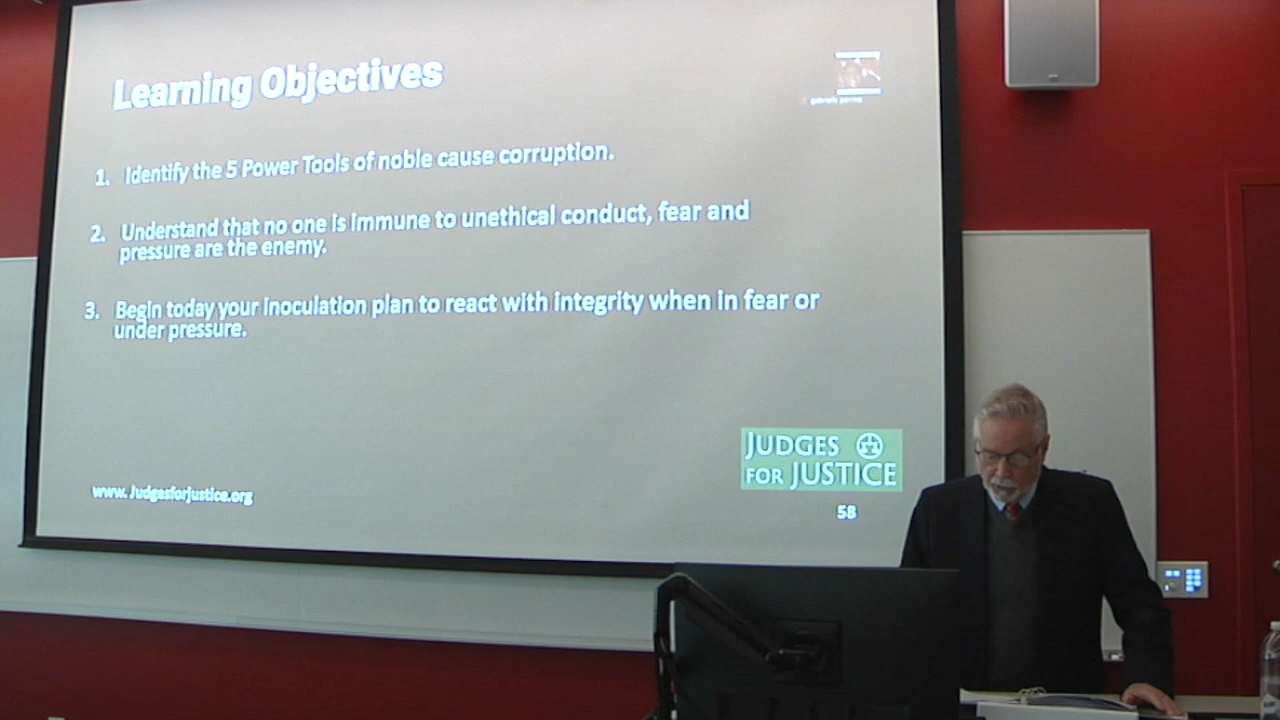 Learning Objectives
1. Identify the 5 Power Tools of noble cause corruption.
2. Understand that no one is immune to unethical conduct, fear and
pressure are the enemy.
3. Begin today your inoculation plan to react with integrity when in fear or
under pressure.
JUDGES
FOR JUSTICE
www.Judgesforjustice.org
58